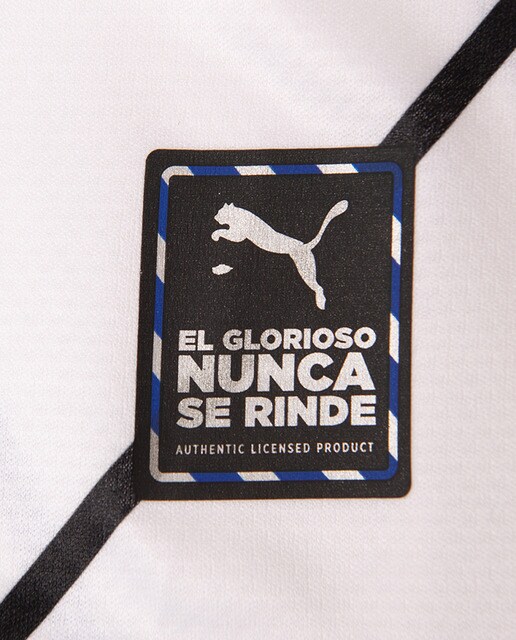 EL GLORIOSO
NUNCA
SE RINDE
AUTHENTIC LICENSED PRODUCT